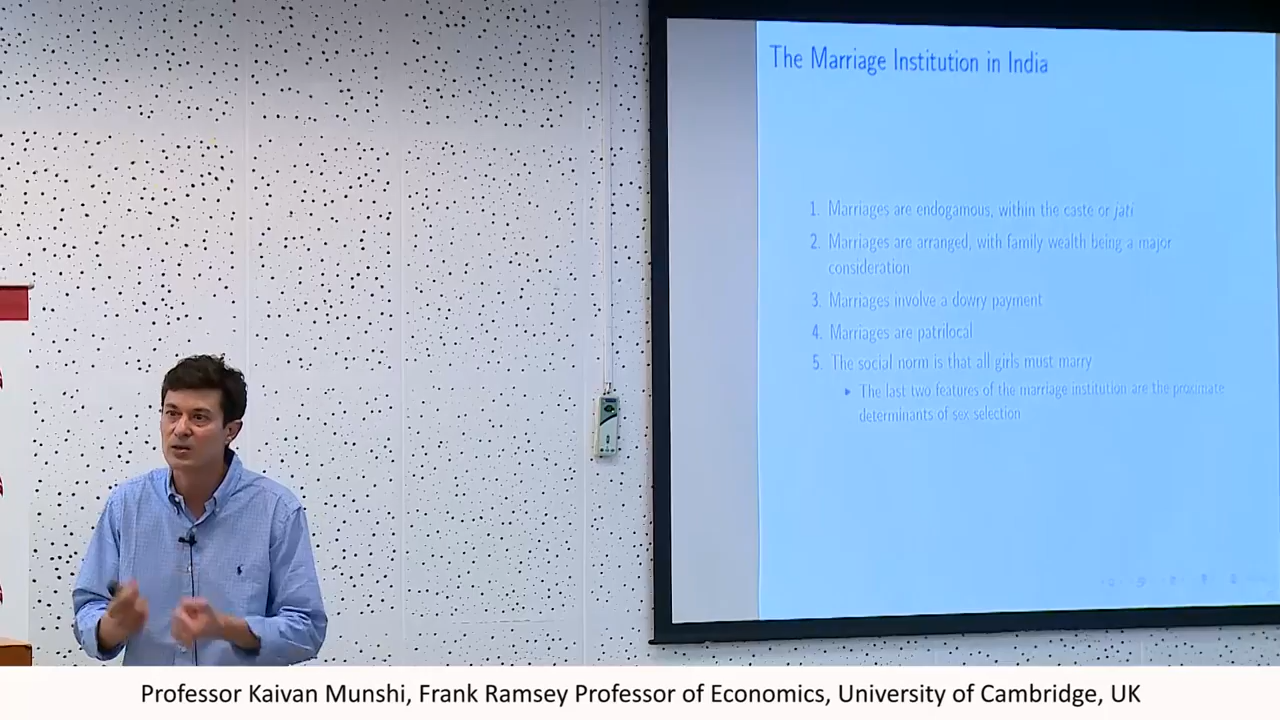 The Marriage Institution in India
1. Marriages are endogamous, within the caste or jati
2. Marriages are arranged, with family wealth being a major
consideration
3. Marriages involve a dowry payment
4. Marriages are patrilocal
5. The social norm is that all girls must marry
The last two features of the marriage institution are the proximate
determinants of sex selection
Professor Kaivan Munshi, Frank Ramsey Professor of Economics, University of Cambridge, UK